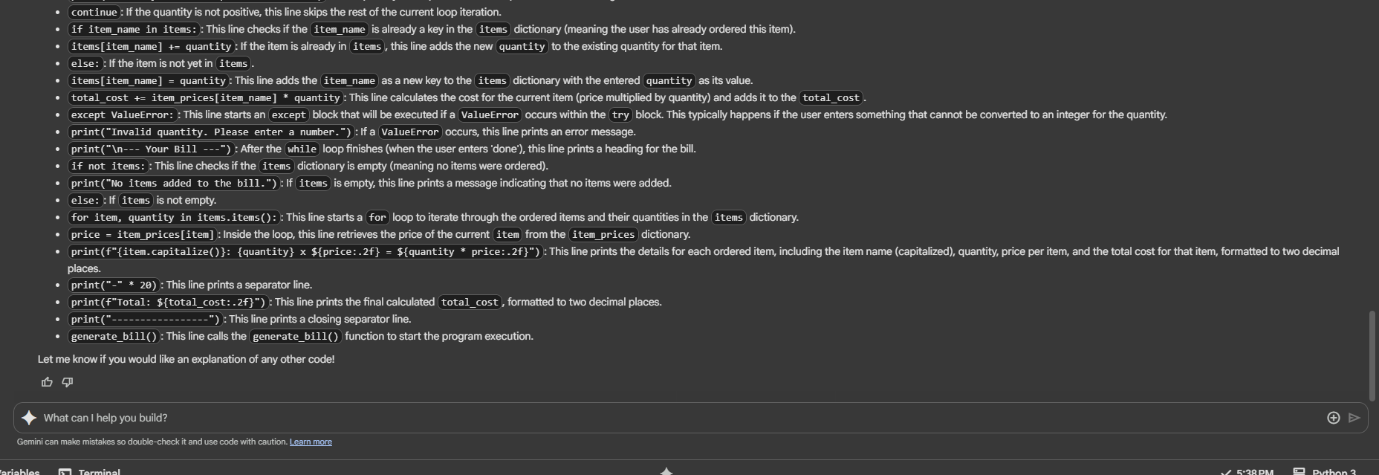 continue : If the quantity is not positive, this line skips the rest of the current loop iteration.
if item_name in items: : This line checks if the item_name is already a key in the items dictionary (meaning the user has already ordered this item).
items[item_name] += quantity : If the item is already in items , this line adds the new quantity to the existing quantity for that item.
else: : If the item is not yet in items .
items[item_name] = quantity : This line adds the item_name as a new key to the items dictionary with the entered quantity as its value.
total_cost += item_prices[item_name] * quantity : This line calculates the cost for the current item (price multiplied by quantity) and adds it to the total_cost .
except ValueError: : This line starts an except block that will be executed if a ValueError occurs within the try block. This typically happens if the user enters something that cannot be converted to an integer for the quantity.
print("Invalid quantity. Please enter a number.") : If a ValueError occurs, this line prints an error message.
print("\n--- Your Bill ---") : After the while loop finishes (when the user enters 'done'), this line prints a heading for the bill.
if not items: : This line checks if the items dictionary is empty (meaning no items were ordered).
print("No items added to the bill.") : If items is empty, this line prints a message indicating that no items were added.
else: : If items is not empty.
for item, quantity in items.items(): : This line starts a for loop to iterate through the ordered items and their quantities in the items dictionary.
price = item_prices[item] : Inside the loop, this line retrieves the price of the current item from the item_prices dictionary.
print(f"{item.capitalize()}: {quantity} x ${price:.2f} = ${quantity * price:.2f}") : This line prints the details for each ordered item, including the item name (capitalized), quantity, price per item, and the total cost for that item, formatted to two decimal
places.
print("-" * 20) : This line prints a separator line.
print(f"Total: ${total_cost:.2f}") : This line prints the final calculated total_cost , formatted to two decimal places.
print("-----------------") : This line prints a closing separator line.
generate_bill() : This line calls the generate_bill() function to start the program execution.
Let me know if you would like an explanation of any other code!
What can I help you build?
Gemini can make mistakes so double-check it and use code with caution. Learn more
ariables Terminal 5:38 PM Python 3